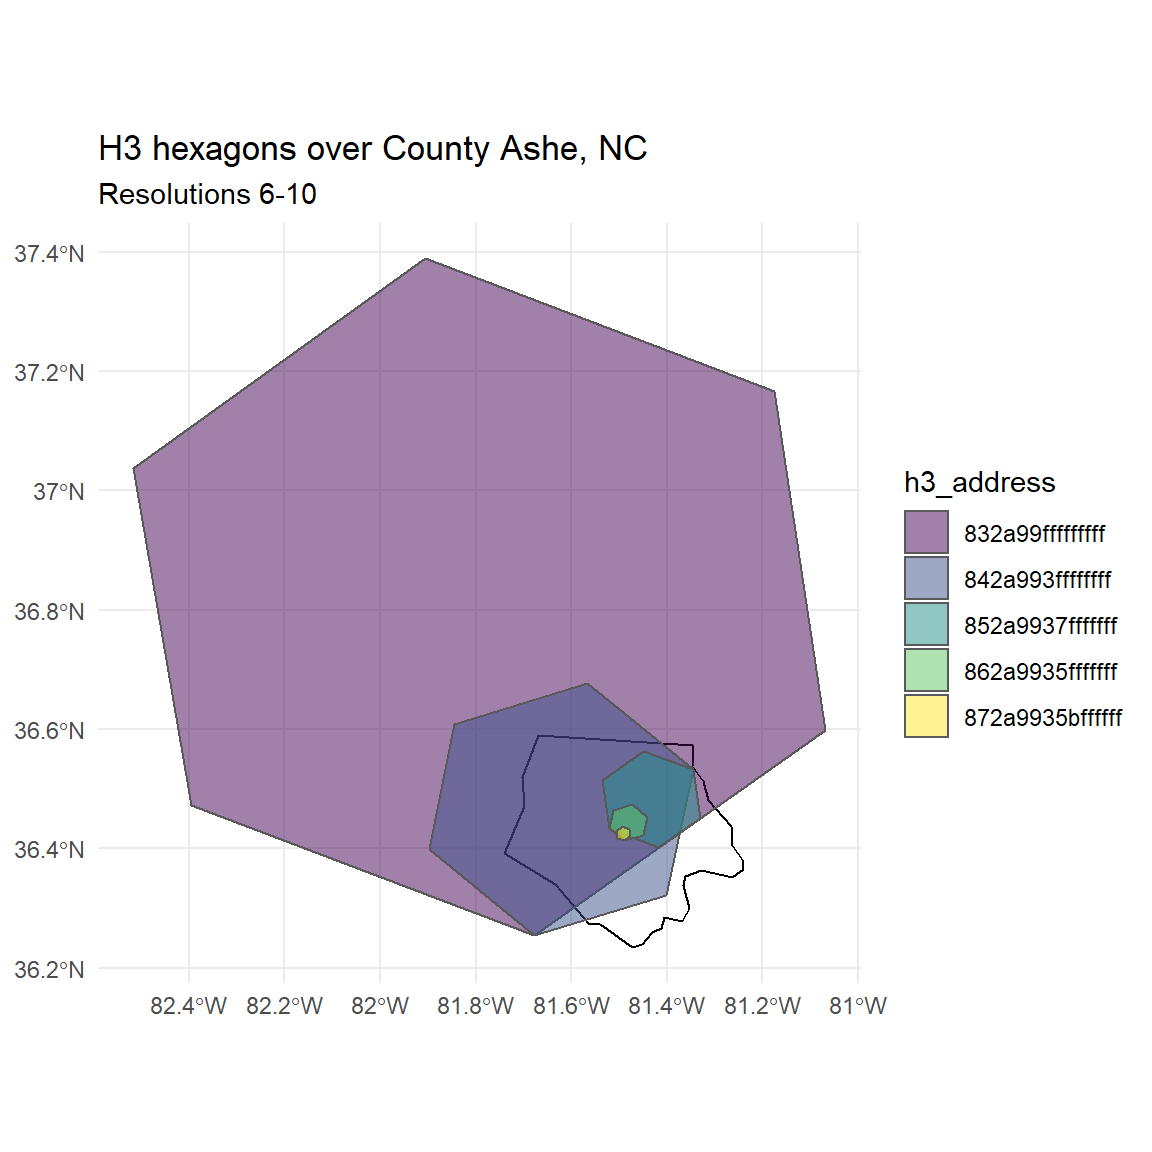 H3 hexagons over County Ashe, NC
Resolutions 6-10
37.4°N
37.2°N
37°N
36.8°N
36.6°N
36.4°N
36.2°N
82.4°W 82.2°W 82°W 81.8°W 81.6°W 81.4°W 81.2°W 81°W
h3_address
832a99fffffffff
842a993ffffffff
852a9937fffffff
862a9935fffffff
872a9935bffffff